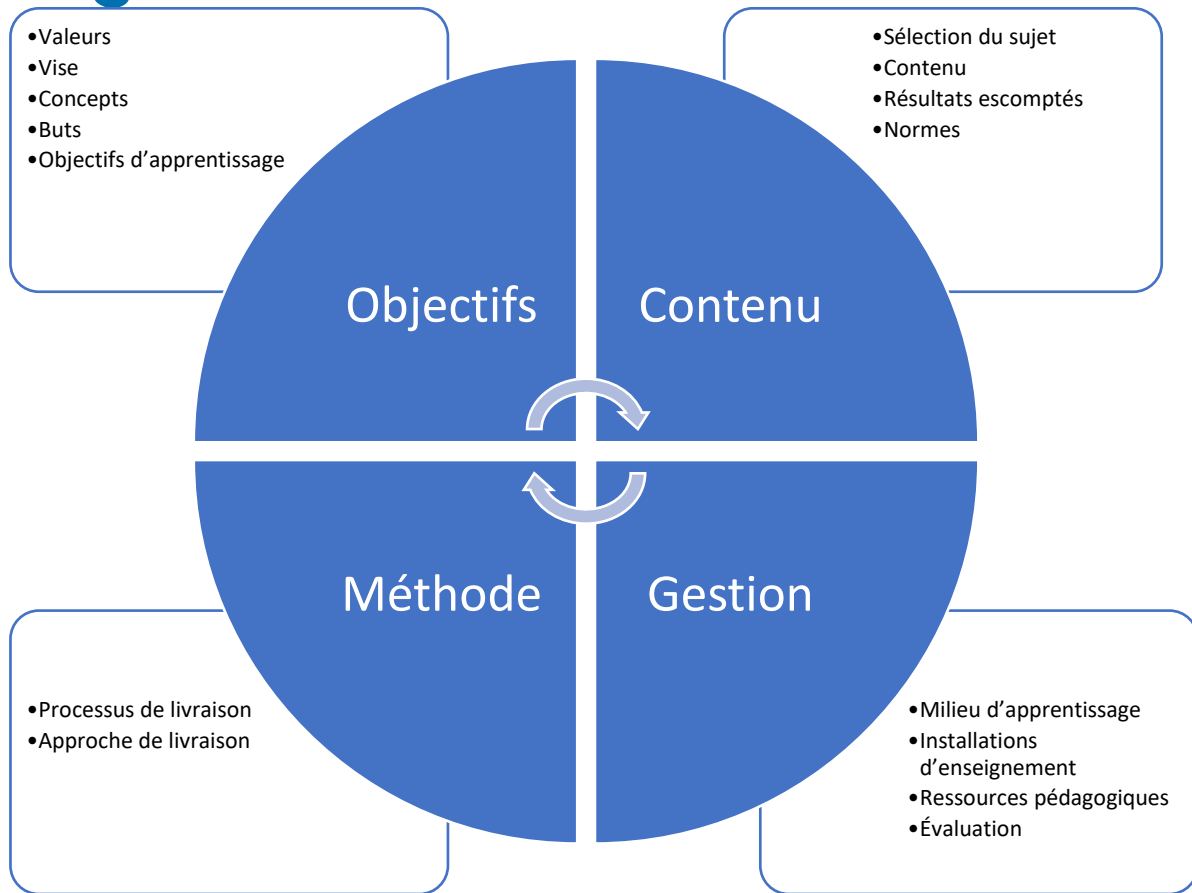 •Valeurs
•Vise
•Concepts
•Buts
•Objectifs d’apprentissage
•Sélection du sujet
•Contenu
•Résultats escomptés
•Normes
Objectifs
Contenu
Méthode
Gestion
•Processus de livraison
•Approche de livraison
•Milieu d’apprentissage
•Installations
d’enseignement
•Ressources pédagogiques
•Évaluation